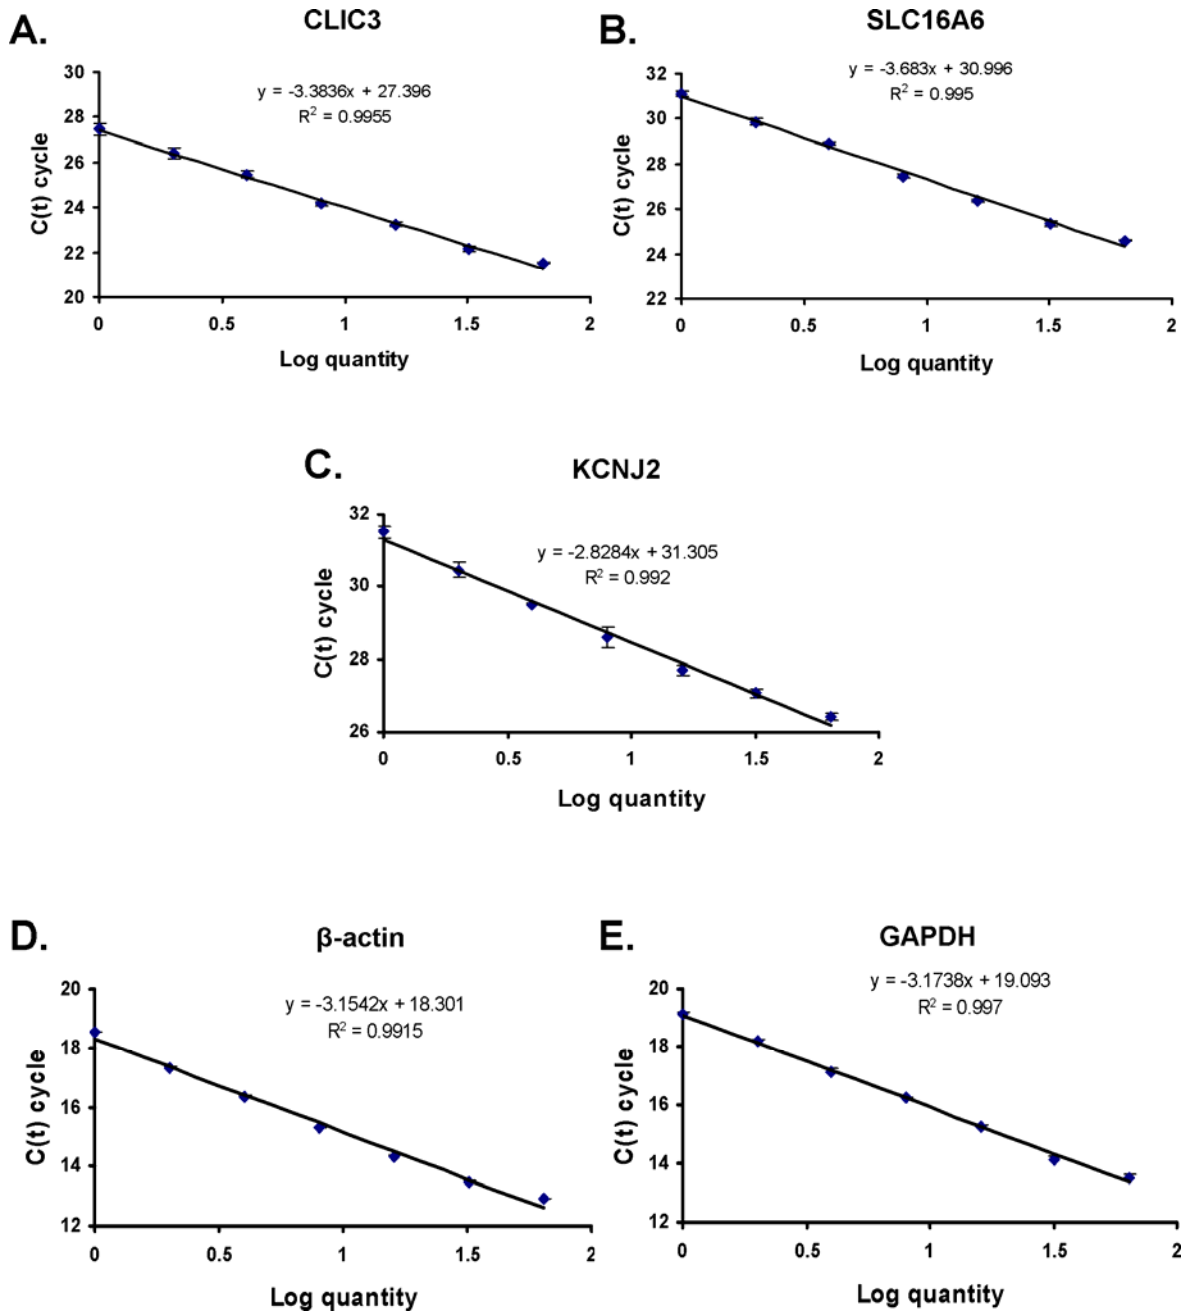 A.
CLIC3
y = -3.3836x + 27.396
R² = 0.9955
C(t) cycle
30
28
26
24
22
20
0 0.5 1 1.5 2
Log quantity
B.
SLC16A6
y = -3.683x + 30.996
R² = 0.995
C(t) cycle
32
30
28
26
24
22
0 0.5 1 1.5 2
Log quantity
C.
KCNJ2
y = -2.8284x + 31.305
R² = 0.992
C(t) cycle
32
30
28
26
0 0.5 1 1.5 2
Log quantity
D.
β-actin
y = -3.1542x + 18.301
R² = 0.9915
C(t) cycle
20
18
16
14
12
0 0.5 1 1.5 2
Log quantity
E.
GAPDH
y = -3.1738x + 19.093
R² = 0.997
C(t) cycle
20
18
16
14
12
0 0.5 1 1.5 2
Log quantity